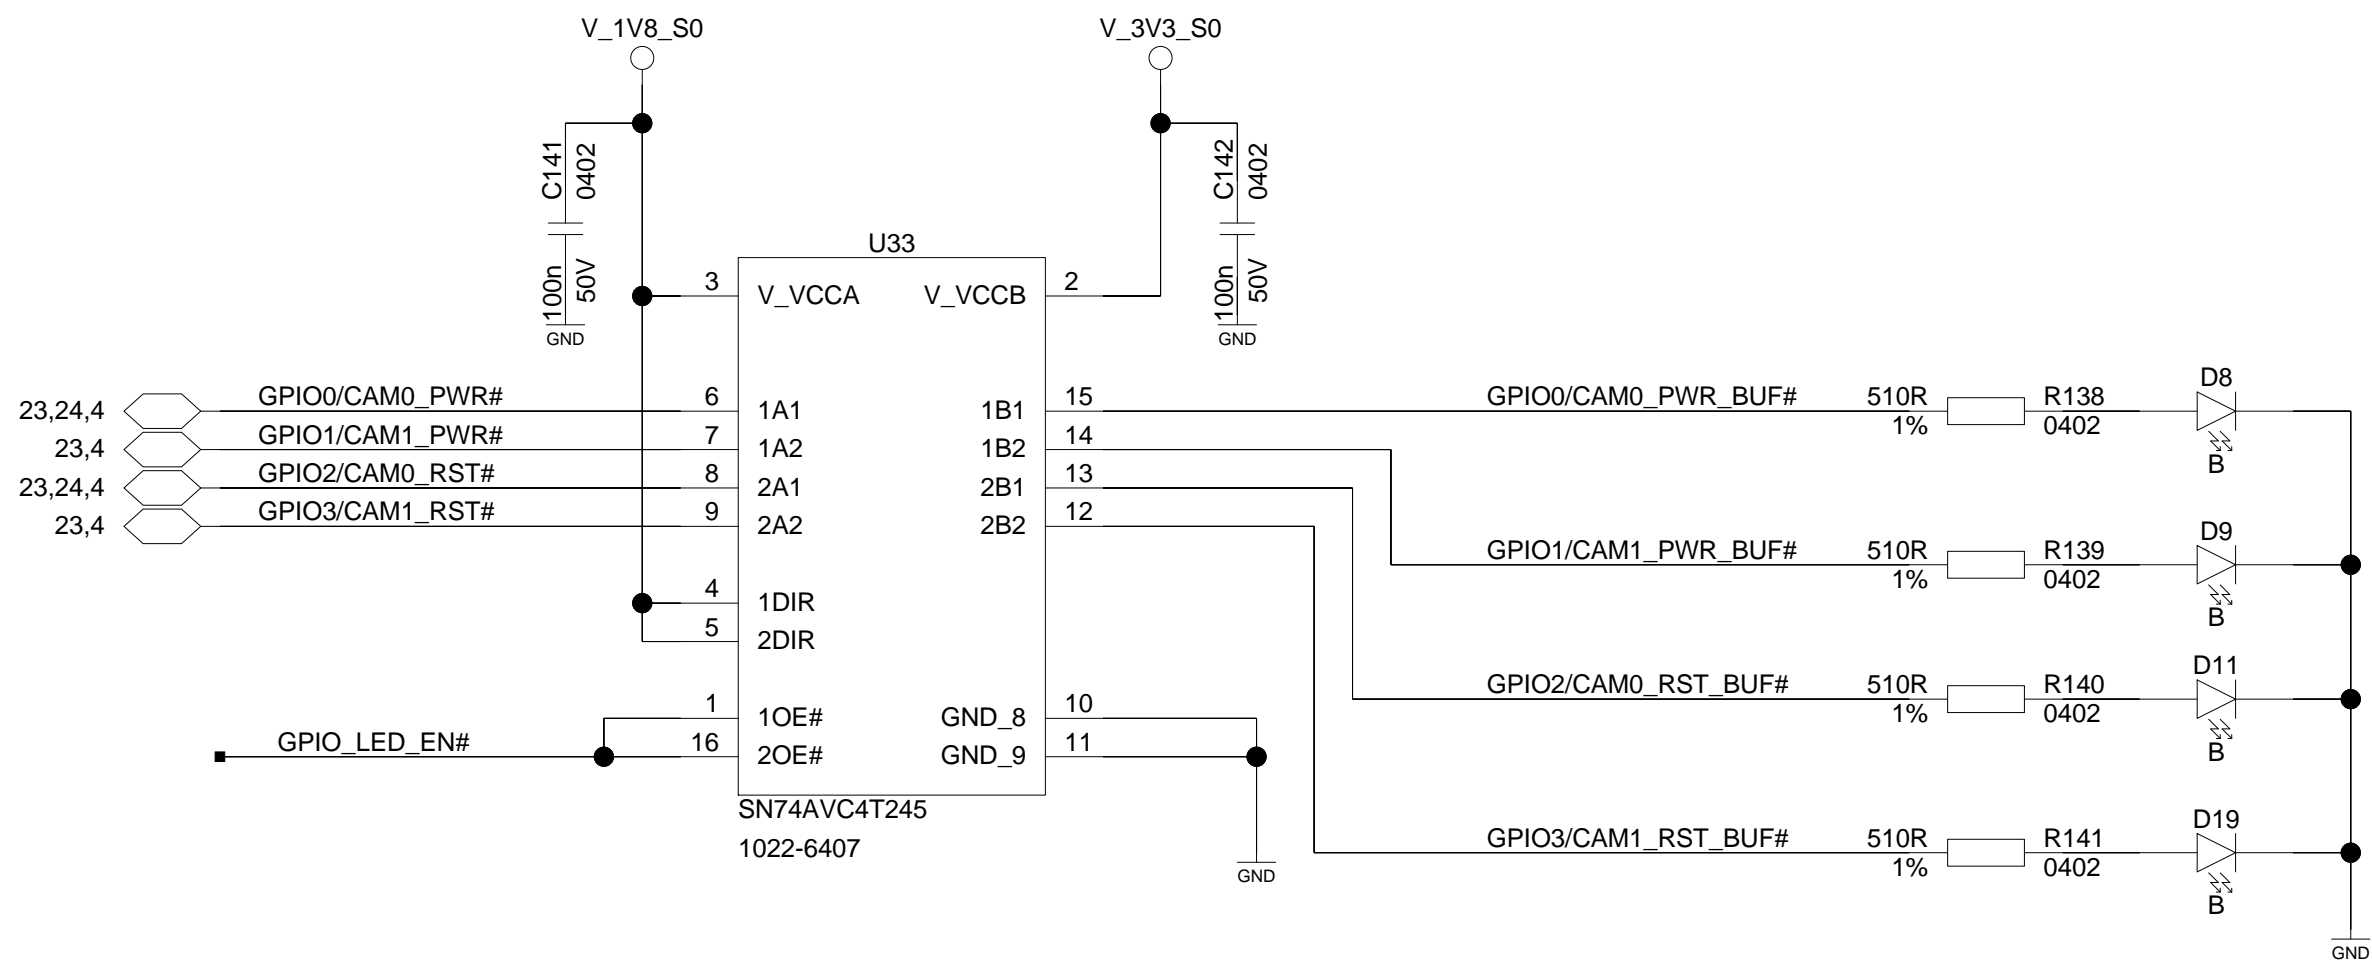 V_1V8_S0
V_3V3_S0
C141
0402
100n
50V
GND
C142
0402
100n
50V
GND
U33
3
V_VCCA
V_VCCB
2
23,24,4
GPIO0/CAM0_PWR#
6
1A1
1B1
15
GPIO0/CAM0_PWR_BUF#
510R
1%
R138
0402
D8
B
23,4
GPIO1/CAM1_PWR#
7
1A2
1B2
14
23,24,4
GPIO2/CAM0_RST#
8
2A1
2B1
13
23,4
GPIO3/CAM1_RST#
9
2A2
2B2
12
GPIO1/CAM1_PWR_BUF#
510R
1%
R139
0402
D9
B
4
1DIR
5
2DIR
GPIO2/CAM0_RST_BUF#
510R
1%
R140
0402
D11
B
1
1OE#
GND_8
10
GPIO_LED_EN#
16
2OE#
GND_9
11
SN74AVC4T245
1022-6407
GND
GPIO3/CAM1_RST_BUF#
510R
1%
R141
0402
D19
B
GND